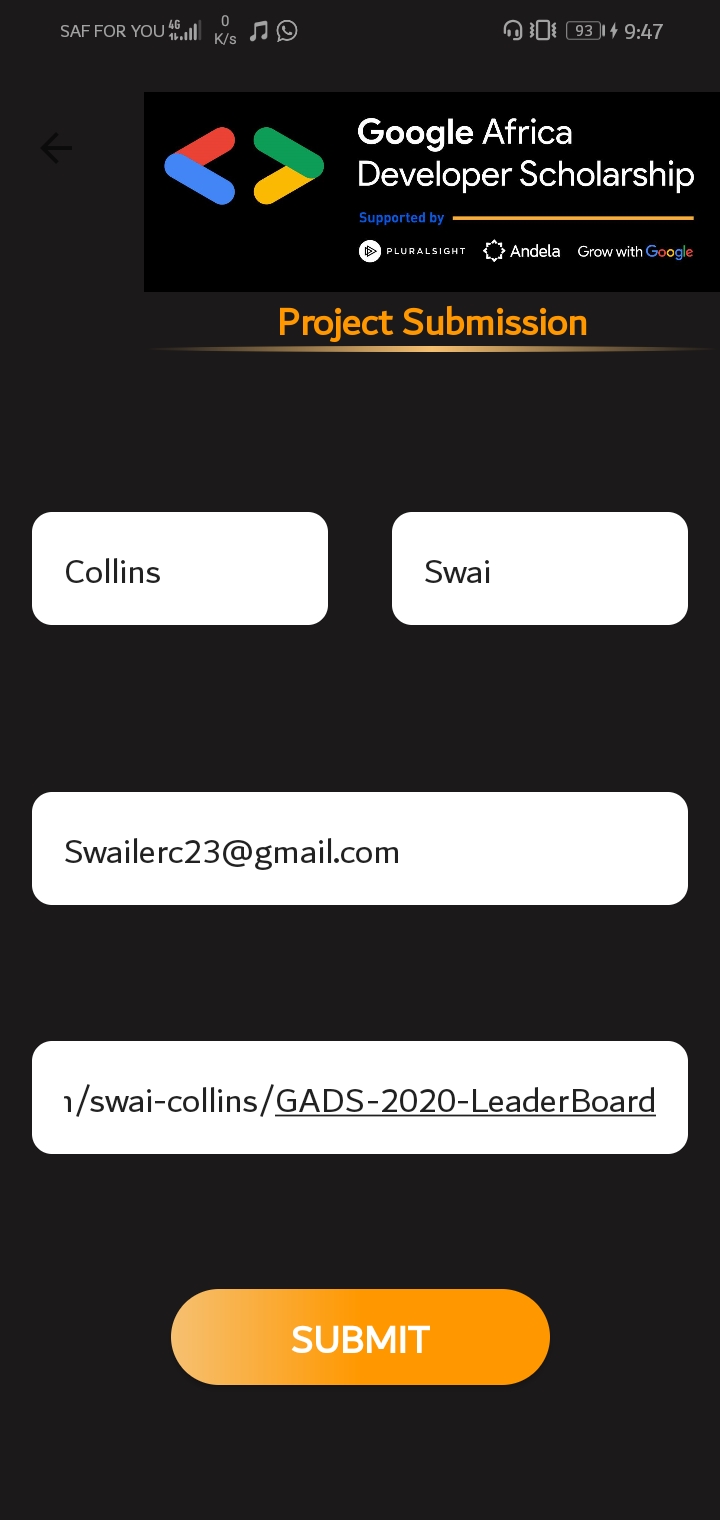 SAF FOR YOU 4G 0 K/s 93 9:47
Google Africa
Developer Scholarship
Supported by
PLURALSIGHT Andela Grow with Google
Project Submission
Collins Swai
Swailerc23@gmail.com
/swai-collins/GADS-2020-LeaderBoard
SUBMIT